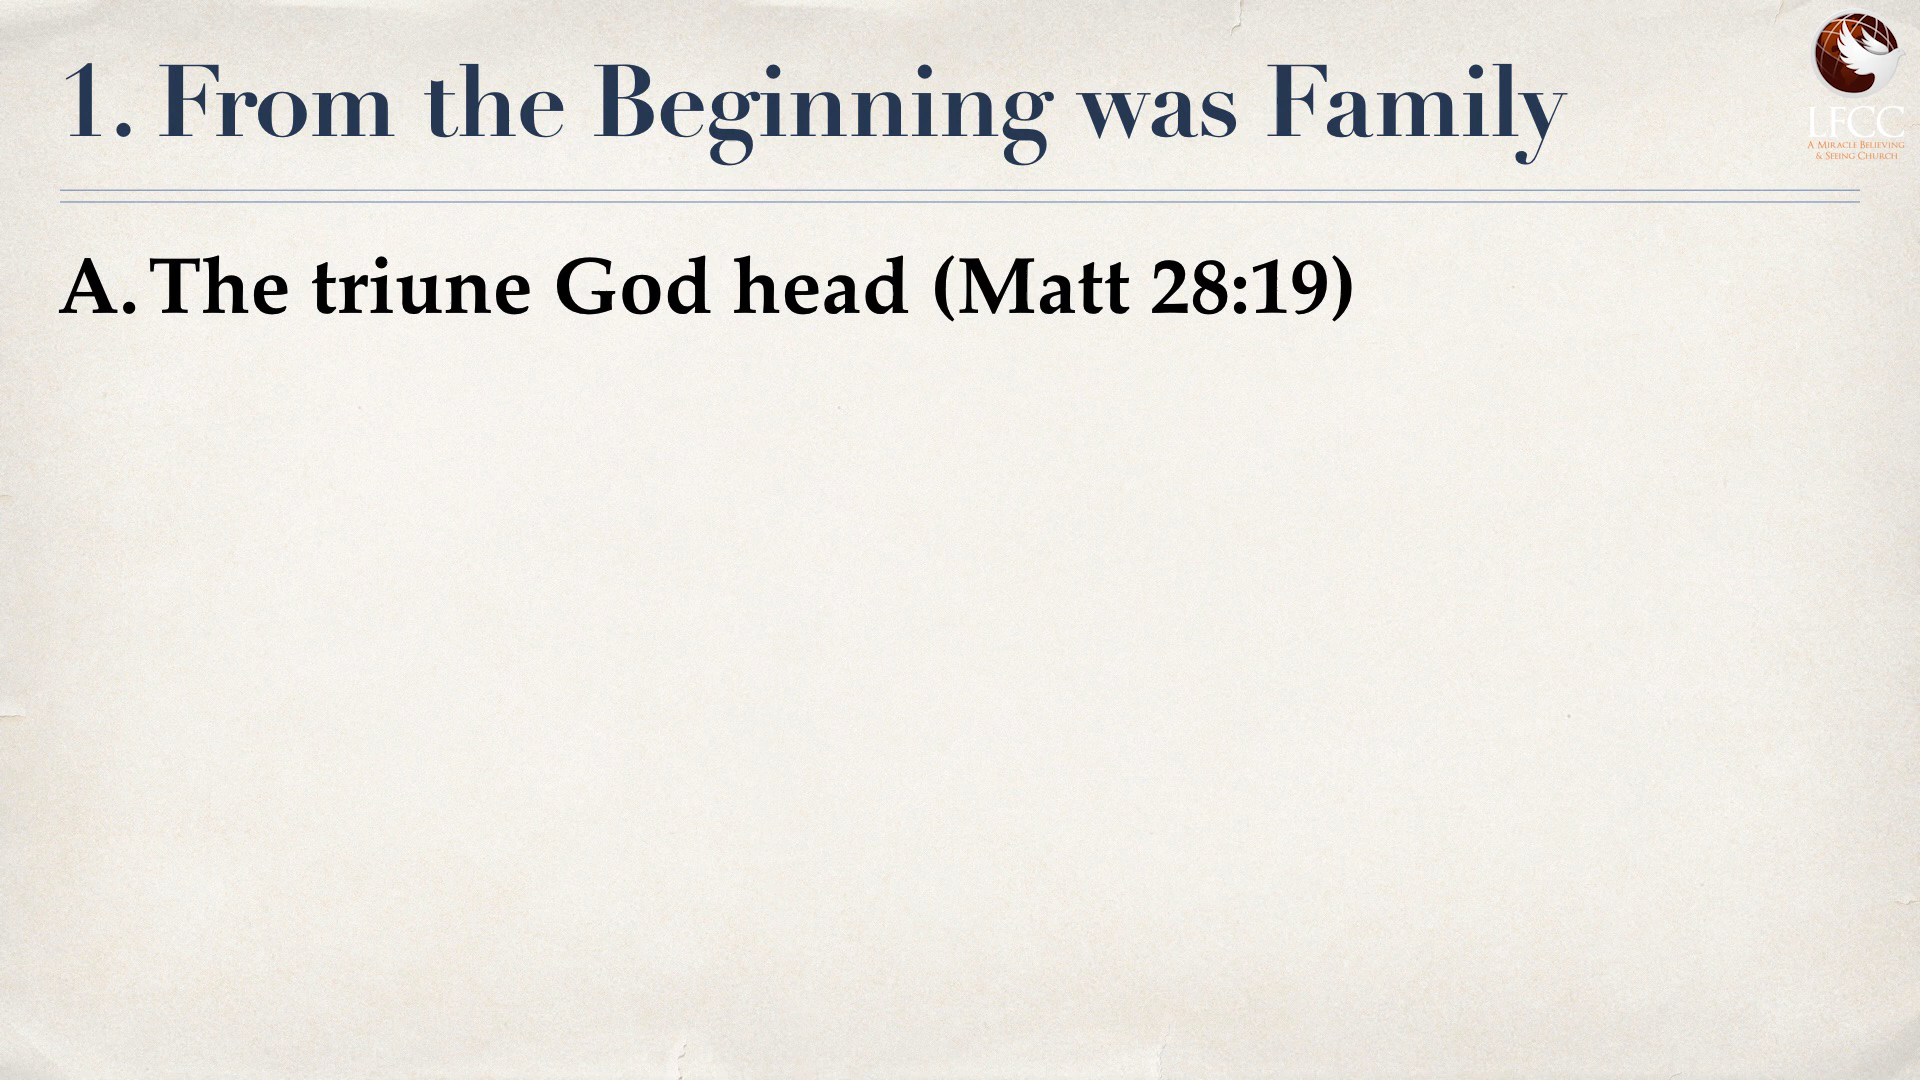 1. From the Beginning was Family
LFCC
A Miracle Believing
& Seeing Church
A. The triune God head (Matt 28:19)